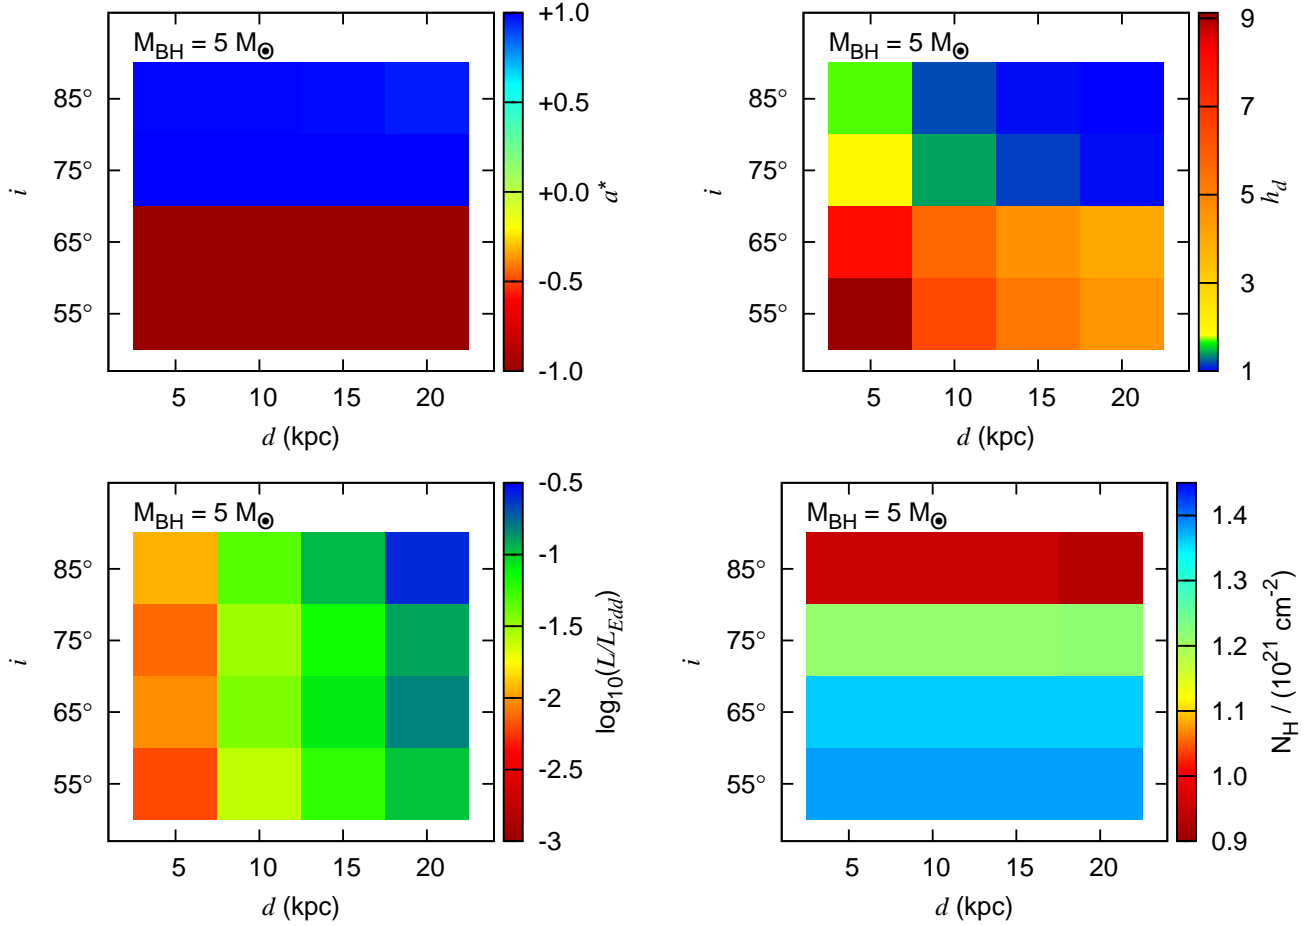 M_BH = 5 M_⊙
85°
75°
65°
55°
i
5 10 15 20
d (kpc)
+1.0
+0.5
+0.0
-0.5
-1.0
a*
M_BH = 5 M_⊙
85°
75°
65°
55°
i
5 10 15 20
d (kpc)
9
7
5
3
1
h_d
M_BH = 5 M_⊙
85°
75°
65°
55°
i
5 10 15 20
d (kpc)
-0.5
-1
-1.5
-2
-2.5
-3
log_10(L/L_Edd)
M_BH = 5 M_⊙
85°
75°
65°
55°
i
5 10 15 20
d (kpc)
1.4
1.3
1.2
1.1
1.0
0.9
N_H / (10^21 cm^-2)